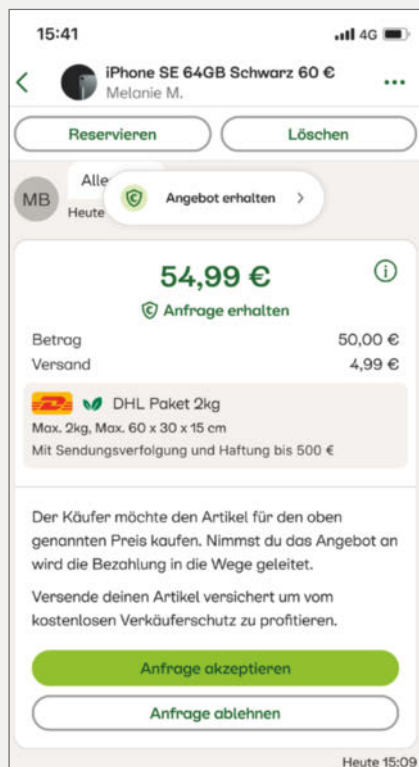 15:41 4G
iPhone SE 64GB Schwarz 60 €
Melanie M.
Reservieren Löschen
MB Alle
Angebot erhalten
Heute
54,99 €
Anfrage erhalten
Betrag 50,00 €
Versand 4,99 €
DHL Paket 2kg
Max. 2kg, Max. 60 x 30 x 15 cm
Mit Sendungsverfolgung und Haftung bis 500 €
Der Käufer möchte den Artikel für den oben
genannten Preis kaufen. Nimmst du das Angebot an
wird die Bezahlung in die Wege geleitet.
Versende deinen Artikel versichert um vom
kostenlosen Verkäuferschutz zu profitieren.
Anfrage akzeptieren
Anfrage ablehnen
Heute 15:09